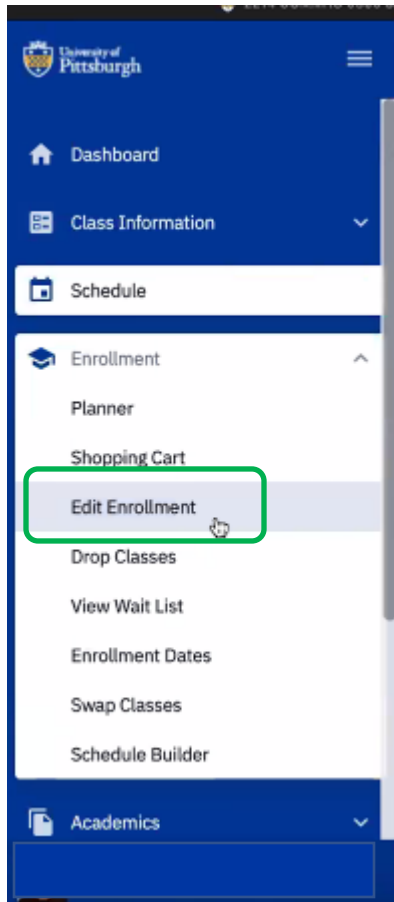 University of
Pittsburgh
Dashboard
Class Information
Schedule
Enrollment
Planner
Shopping Cart
Edit Enrollment
Drop Classes
View Wait List
Enrollment Dates
Swap Classes
Schedule Builder
Academics